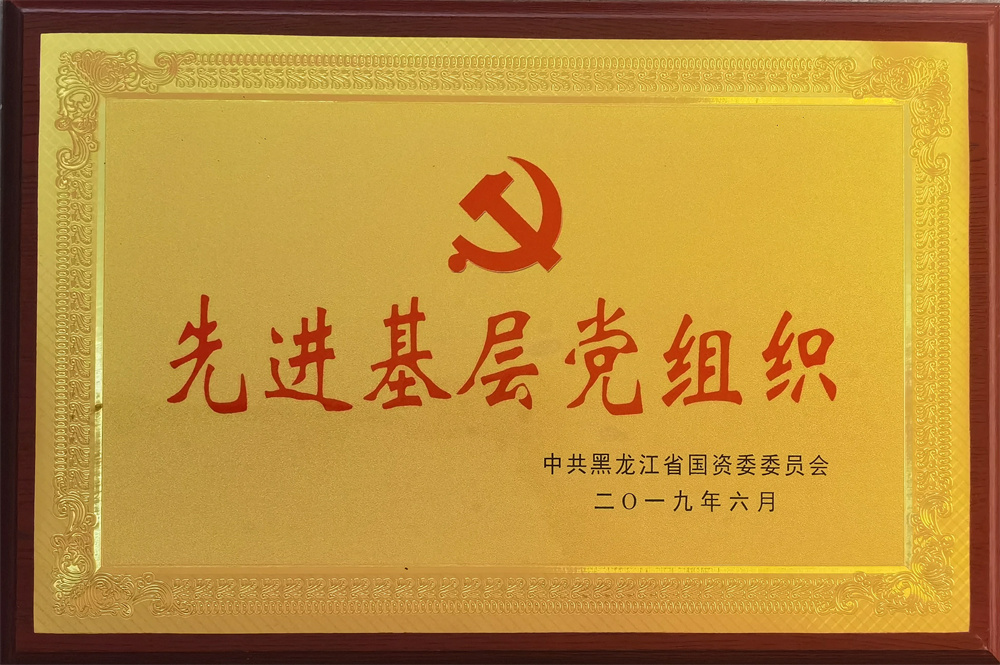 先进基层党组织
中共黑龙江省国资委委员会
二〇一九年六月